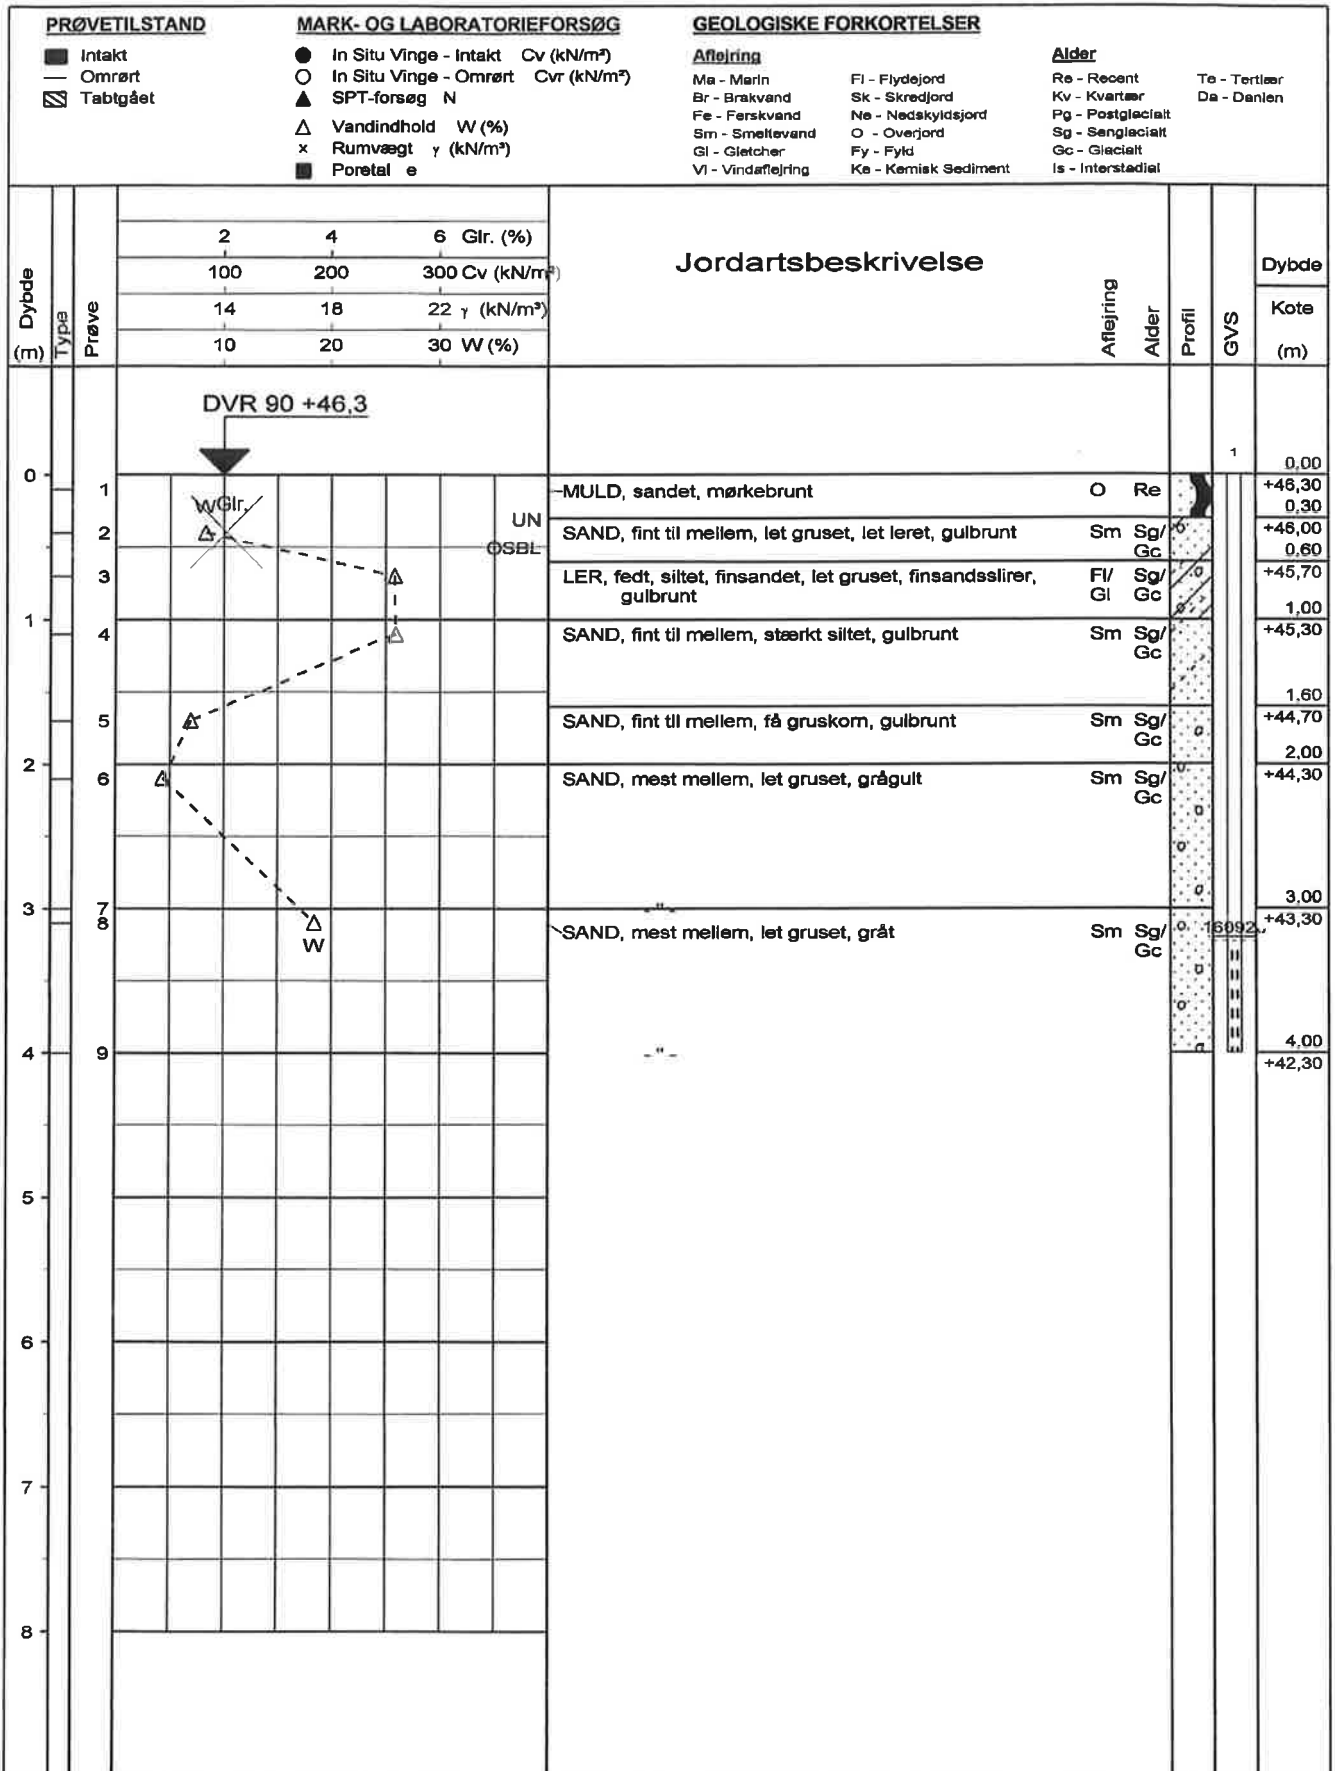 PRØVETILSTAND
Intakt
Omrørt
Tabtgået
MARK- OG LABORATORIEFORSØG
In Situ Vinge - Intakt Cv (kN/m²)
In Situ Vinge - Omrørt Cvr (kN/m²)
SPT-forsøg N
Vandindhold W (%)
Rumvægt γ (kN/m³)
Poretal e
GEOLOGISKE FORKORTELSER
Aflejring
Ma - Marin
Br - Brakvand
Fe - Ferskvand
Sm - Smeltevand
Gl - Gletcher
Vi - Vindaflejring
Fl - Flydejord
Sk - Skredjord
Ne - Nedskyldsjord
O - Overjord
Fy - Fyld
Ke - Kemisk Sediment
Alder
Re - Recent
Kv - Kvartær
Pg - Postglacialt
Sg - Senglacialt
Gc - Glacialt
Is - Interstadial
Te - Tertiær
Da - Danien
Dybde
(m)
Type
Prøve
2 4 6 Glr. (%)
100 200 300 Cv (kN/m²)
14 18 22 γ (kN/m³)
10 20 30 W (%)
Jordartsbeskrivelse
Aflejring
Alder
Profil
GVS
Dybde
Kote
(m)
DVR 90 +46,3
1
0 0,00
1 MULD, sandet, mørkebrunt O Re +46,30
W Glr. 0,30
UN
2 SAND, fint til mellem, let gruset, let leret, gulbrunt Sm Sg/ +46,00
OSBL Gc 0,60
3 LER, fedt, siltet, finsandet, let gruset, finsandsslirer, Fl/ Sg/ +45,70
gulbrunt Gl Gc
1 1,00
4 SAND, fint til mellem, stærkt siltet, gulbrunt Sm Sg/ +45,30
Gc
1,60
5 SAND, fint til mellem, få gruskorn, gulbrunt Sm Sg/ +44,70
Gc
2 2,00
6 SAND, mest mellem, let gruset, grågult Sm Sg/ +44,30
Gc
3,00
3 7 - " -
8 +43,30
W SAND, mest mellem, let gruset, gråt Sm Sg/ 16092
Gc
4,00
4 9 - " -
+42,30
5
6
7
8